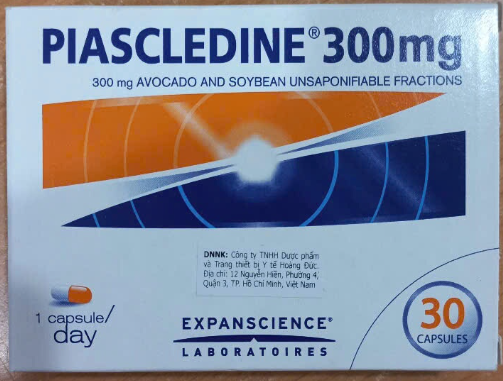 PIASCLEDINE® 300mg
300 mg AVOCADO AND SOYBEAN UNSAPONIFIABLE FRACTIONS
DNNK: Công ty TNHH Dược phẩm
và Trang thiết bị Y tế Hoàng Đức.
Địa chỉ: 12 Nguyễn Hiền, Phường 4,
Quận 3, TP. Hồ Chí Minh, Việt Nam
1 capsule/
day
EXPANSCIENCE®
LABORATOIRES
30
CAPSULES